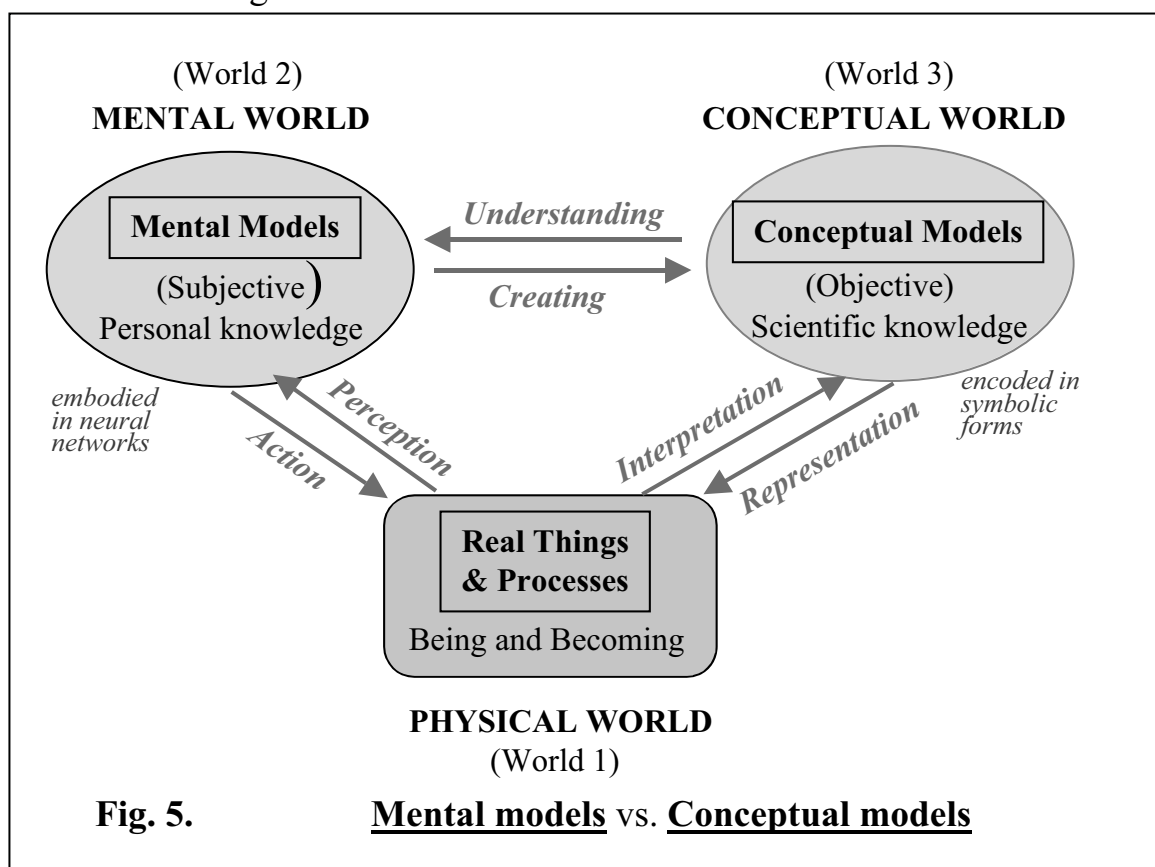 (World 2)
MENTAL WORLD
(World 3)
CONCEPTUAL WORLD
Mental Models
(Subjective)
Personal knowledge
Understanding
Creating
Conceptual Models
(Objective)
Scientific knowledge
embodied
in neural
networks
Action
Perception
Interpretation
Representation
encoded in
symbolic
forms
Real Things
& Processes
Being and Becoming
PHYSICAL WORLD
(World 1)
Fig. 5. Mental models vs. Conceptual models